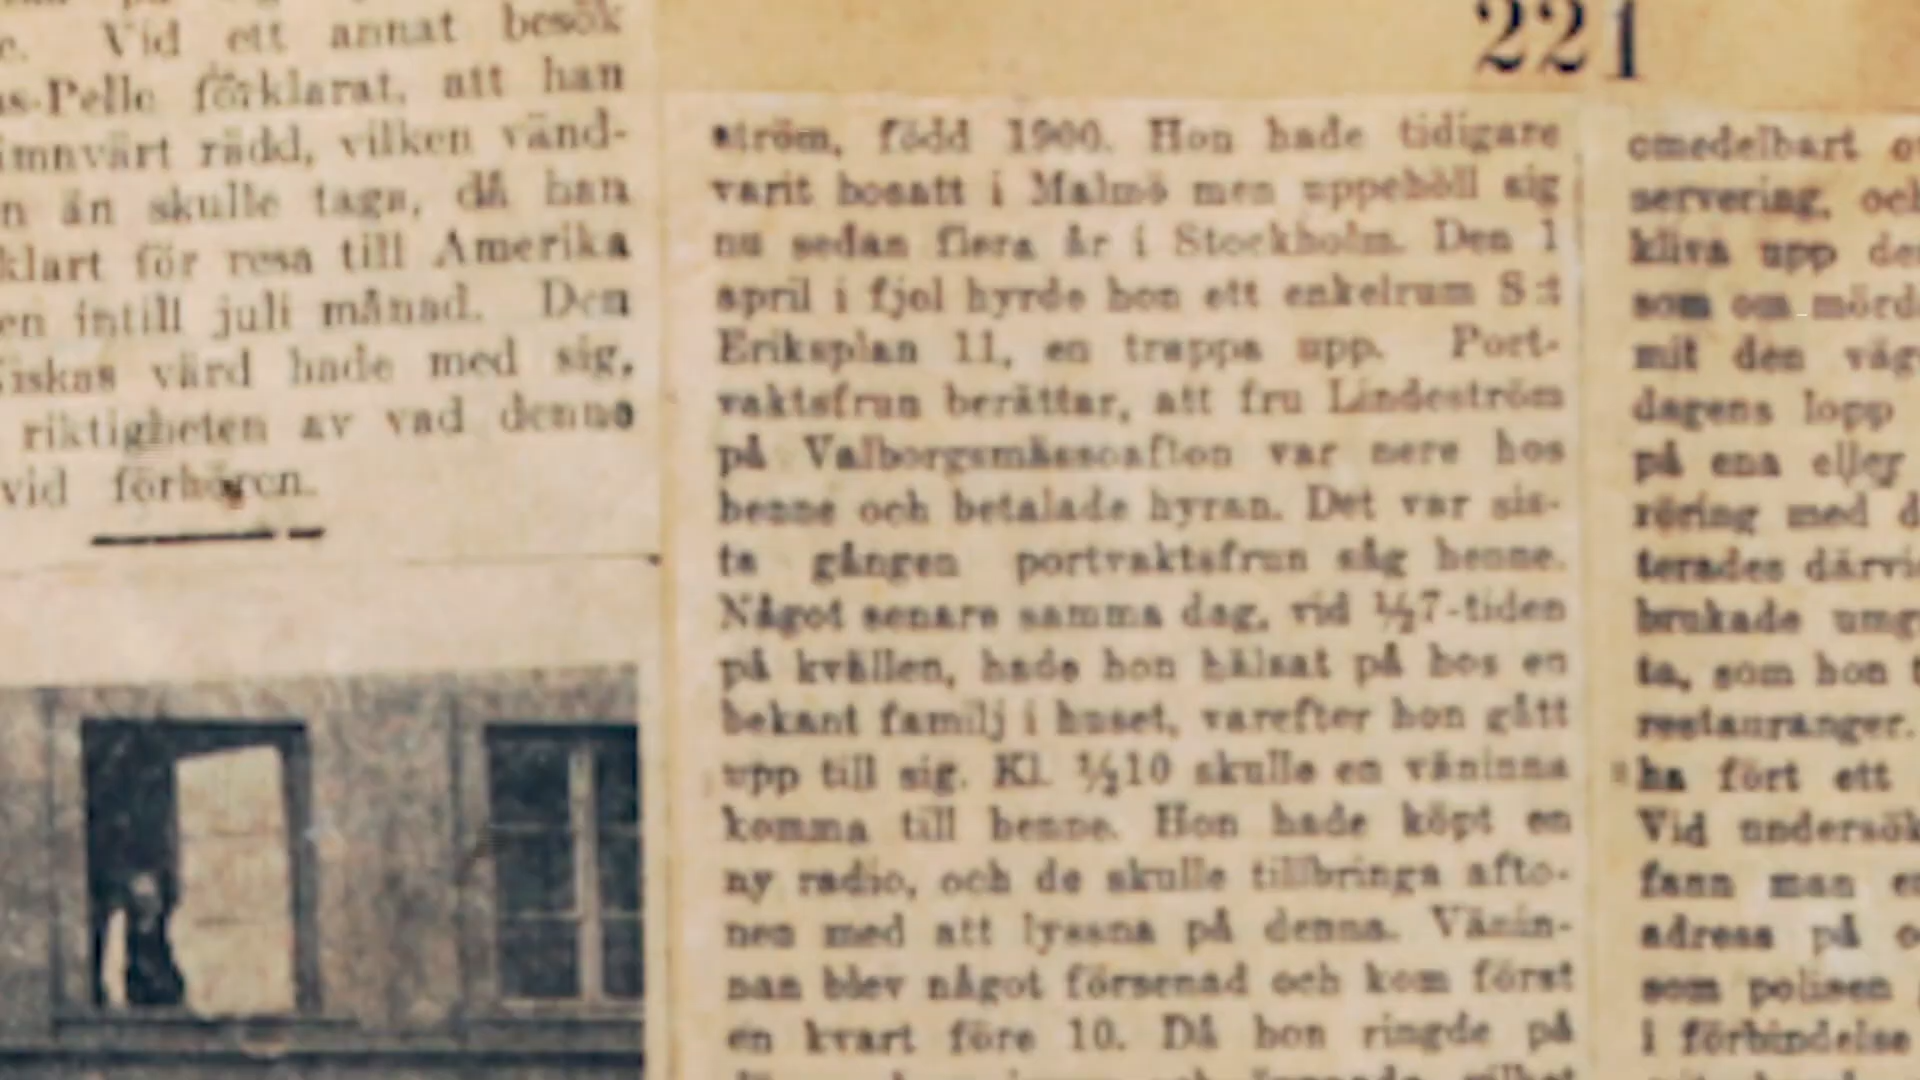 Vid ett annat besök
s-Pelle förklarat, att han
imnvärt rädd, vilken vänd-
n än skulle tags, då han
klart för resa till Amerika
en intill juli månad. Den
iskas värd hade med sig,
riktigheten av vad denne
vid förhören.
221
ström, född 1900. Hon hade tidigare
varit bosatt i Malmö men uppehöll sig
nu sedan flera år i Stockholm. Den 1
april i fjol hyrde hon ett enkelrum S:t
Eriksplan 11, en trappa upp. Port-
vaktsfrun berättar, att fru Lindeström
på Valborgsmässoafton var nere hos
henne och betalade hyran. Det var sis-
ta gången portvaktsfrun såg henne.
Något senare samma dag, vid ½7-tiden
på kvällen, hade hon hälsat på hos en
bekant familj i huset, varefter hon gått
upp till sig. Kl. ½10 skulle en väninna
komma till henne. Hon hade köpt en
ny radio, och de skulle tillbringa afto-
nen med att lyssna på denna. Vänin-
nan blev något försenad och kom först
en kvart före 10. Då hon ringde på
omedelbart
servering, och
kliva upp
som om mörd
mit den väg
dagens lopp
på ena eller
röring med d
terades därvi
brukade umg
ta, som hon t
restauranger.
ha fört ett
Vid undersök
fann man e
adress på o
som polisen
i förbindelse